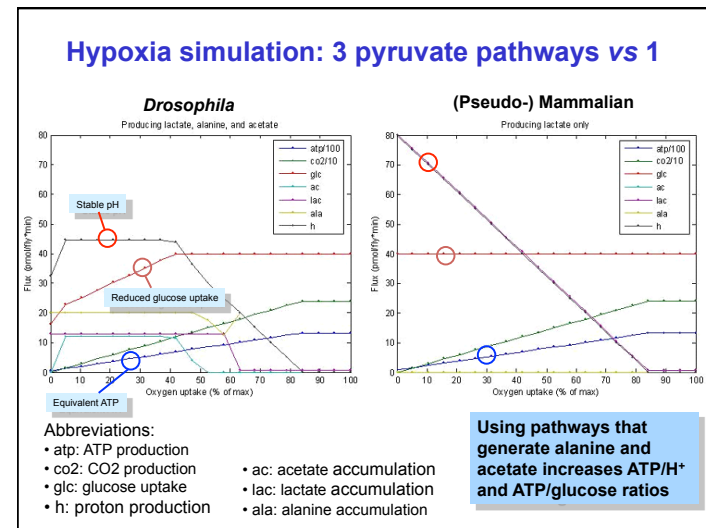 Hypoxia simulation: 3 pyruvate pathways vs 1
Drosophila
Producing lactate, alanine, and acetate
80
70
60
50
40
30
20
10
0
Flux (pmol/fly*min)
atp/100
co2/10
glc
ac
lac
ala
h
Stable pH
Reduced glucose uptake
Equivalent ATP
0 10 20 30 40 50 60 70 80 90 100
Oxygen uptake (% of max)
(Pseudo-) Mammalian
Producing lactate only
80
70
60
50
40
30
20
10
0
Flux (pmol/fly*min)
atp/100
co2/10
glc
ac
lac
ala
h
0 10 20 30 40 50 60 70 80 90 100
Oxygen uptake (% of max)
Abbreviations:
• atp: ATP production
• co2: CO2 production
• glc: glucose uptake
• h: proton production
• ac: acetate accumulation
• lac: lactate accumulation
• ala: alanine accumulation
Using pathways that
generate alanine and
acetate increases ATP/H⁺
and ATP/glucose ratios